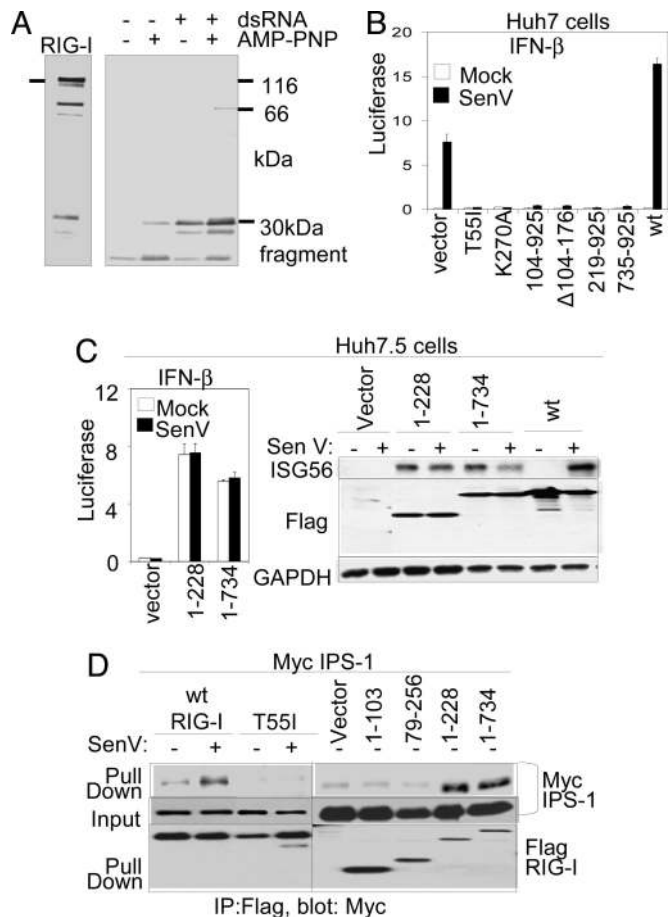 A
RIG-I
- - + + dsRNA
- + - + AMP-PNP
116
66
kDa
30kDa
fragment
B
Huh7 cells
IFN-β
Mock
SenV
Luciferase
20
15
10
5
0
vector
T55I
K270A
104-925
Δ104-176
219-925
735-925
wt
C
Huh7.5 cells
IFN-β
Mock
SenV
Luciferase
12
8
4
0
vector
1-228
1-734
Vector
1-228
1-734
wt
Sen V: - + - + - + - +
ISG56
Flag
GAPDH
D
Myc IPS-1
wt
RIG-I
T55I
SenV: - + - +
Vector
1-103
79-256
1-228
1-734
- - - - -
Pull
Down
Input
Pull
Down
Myc
IPS-1
Flag
RIG-I
IP:Flag, blot: Myc